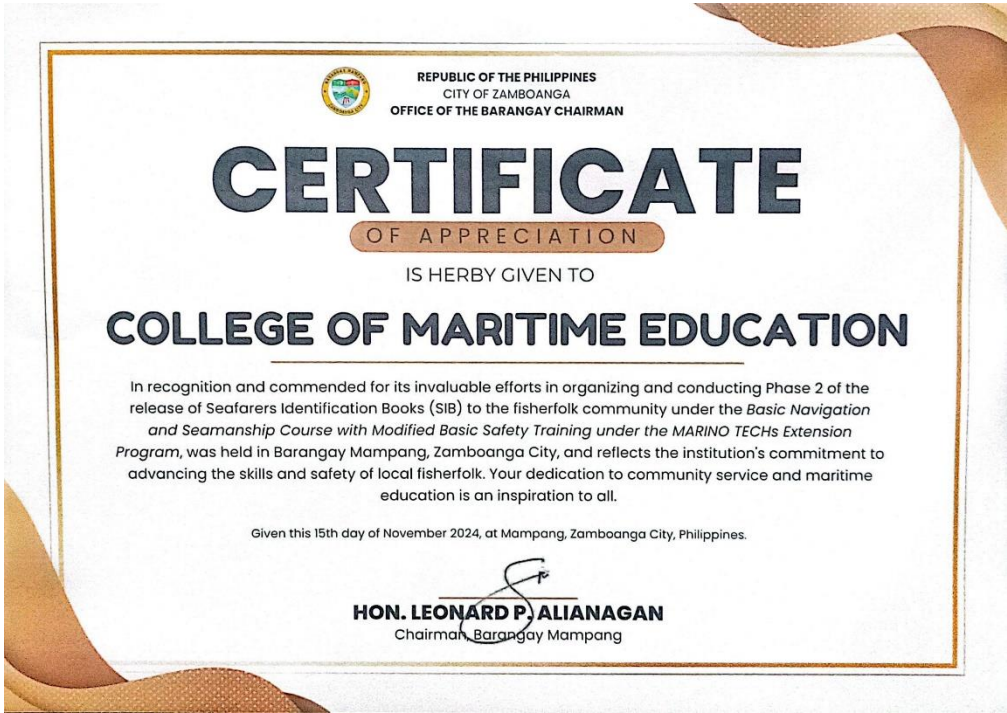 REPUBLIC OF THE PHILIPPINES
CITY OF ZAMBOANGA
OFFICE OF THE BARANGAY CHAIRMAN
CERTIFICATE
OF APPRECIATION
IS HERBY GIVEN TO
COLLEGE OF MARITIME EDUCATION
In recognition and commended for its invaluable efforts in organizing and conducting Phase 2 of the
release of Seafarers Identification Books (SIB) to the fisherfolk community under the Basic Navigation
and Seamanship Course with Modified Basic Safety Training under the MARINO TECHs Extension
Program, was held in Barangay Mampang, Zamboanga City, and reflects the institution's commitment to
advancing the skills and safety of local fisherfolk. Your dedication to community service and maritime
education is an inspiration to all.
Given this 15th day of November 2024, at Mampang, Zamboanga City, Philippines.
HON. LEONARD P. ALIANAGAN
Chairman, Barangay Mampang